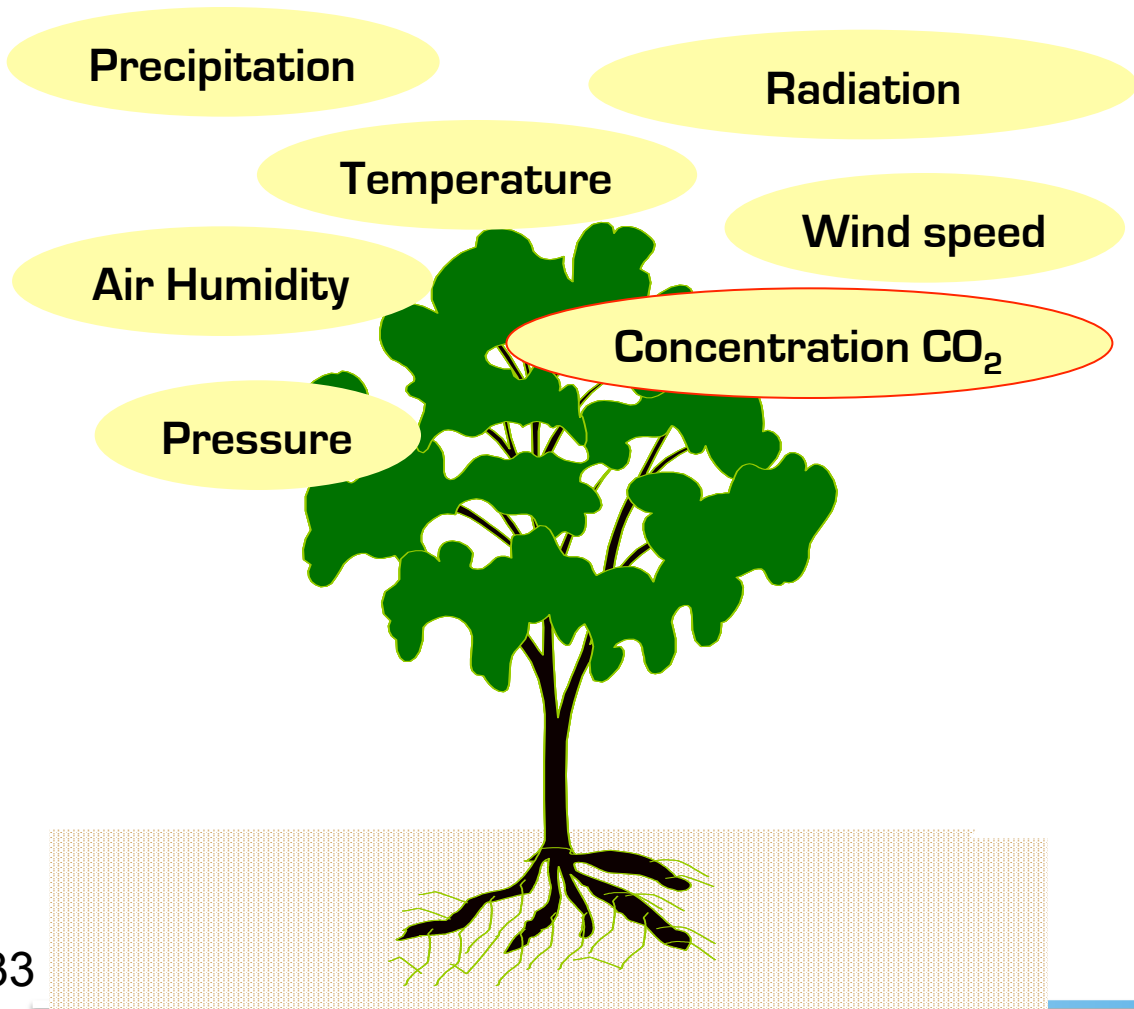 Precipitation
Radiation
Temperature
Wind speed
Air Humidity
Concentration CO₂
Pressure
33